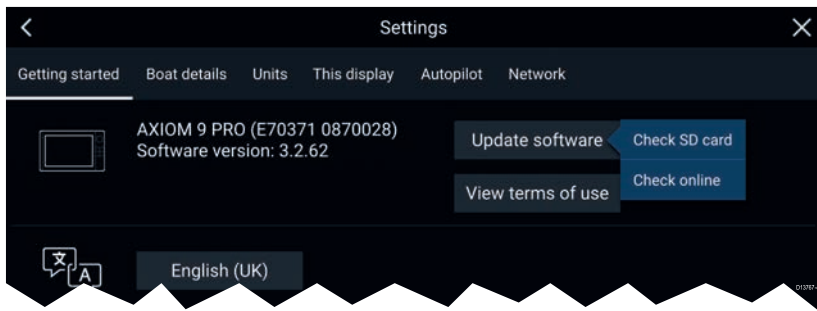 Settings
Getting started Boat details Units This display Autopilot Network
AXIOM 9 PRO (E70371 0870028)
Software version: 3.2.62
Update software
Check SD card
Check online
View terms of use
文 A
English (UK)